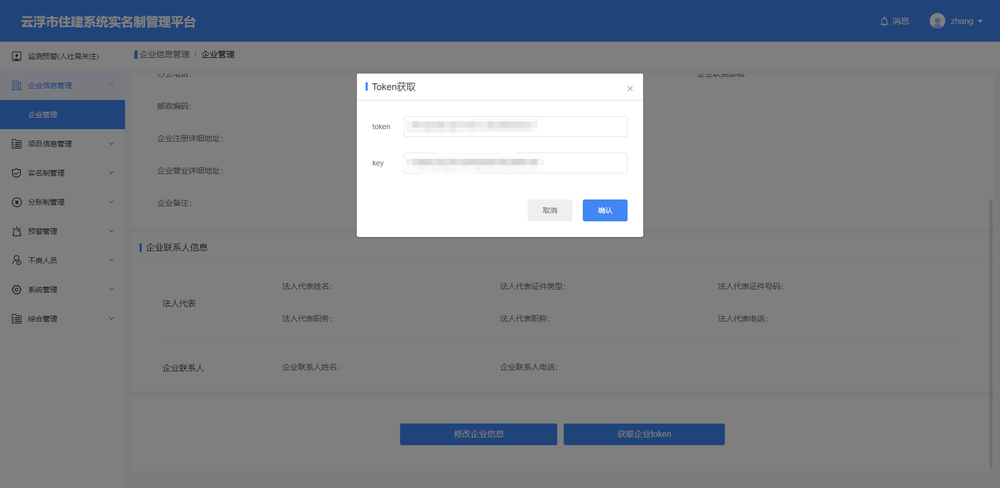 云浮市住建系统实名制管理平台
消息
zhang
监测预警(人社局关注)
企业信息管理
企业管理
项目信息管理
实名制管理
分账制管理
预警管理
不良人员
系统管理
综合管理
企业信息管理 / 企业管理
办公电话:
企业联系邮箱:
邮政编码:
企业注册详细地址:
企业营业详细地址:
企业备注:
Token获取
token
key
取消
确认
企业联系人信息
法人代表
法人代表姓名:
法人代表证件类型:
法人代表证件号码:
法人代表职务:
法人代表职称:
法人代表电话:
企业联系人
企业联系人姓名:
企业联系人电话:
修改企业信息
获取企业token